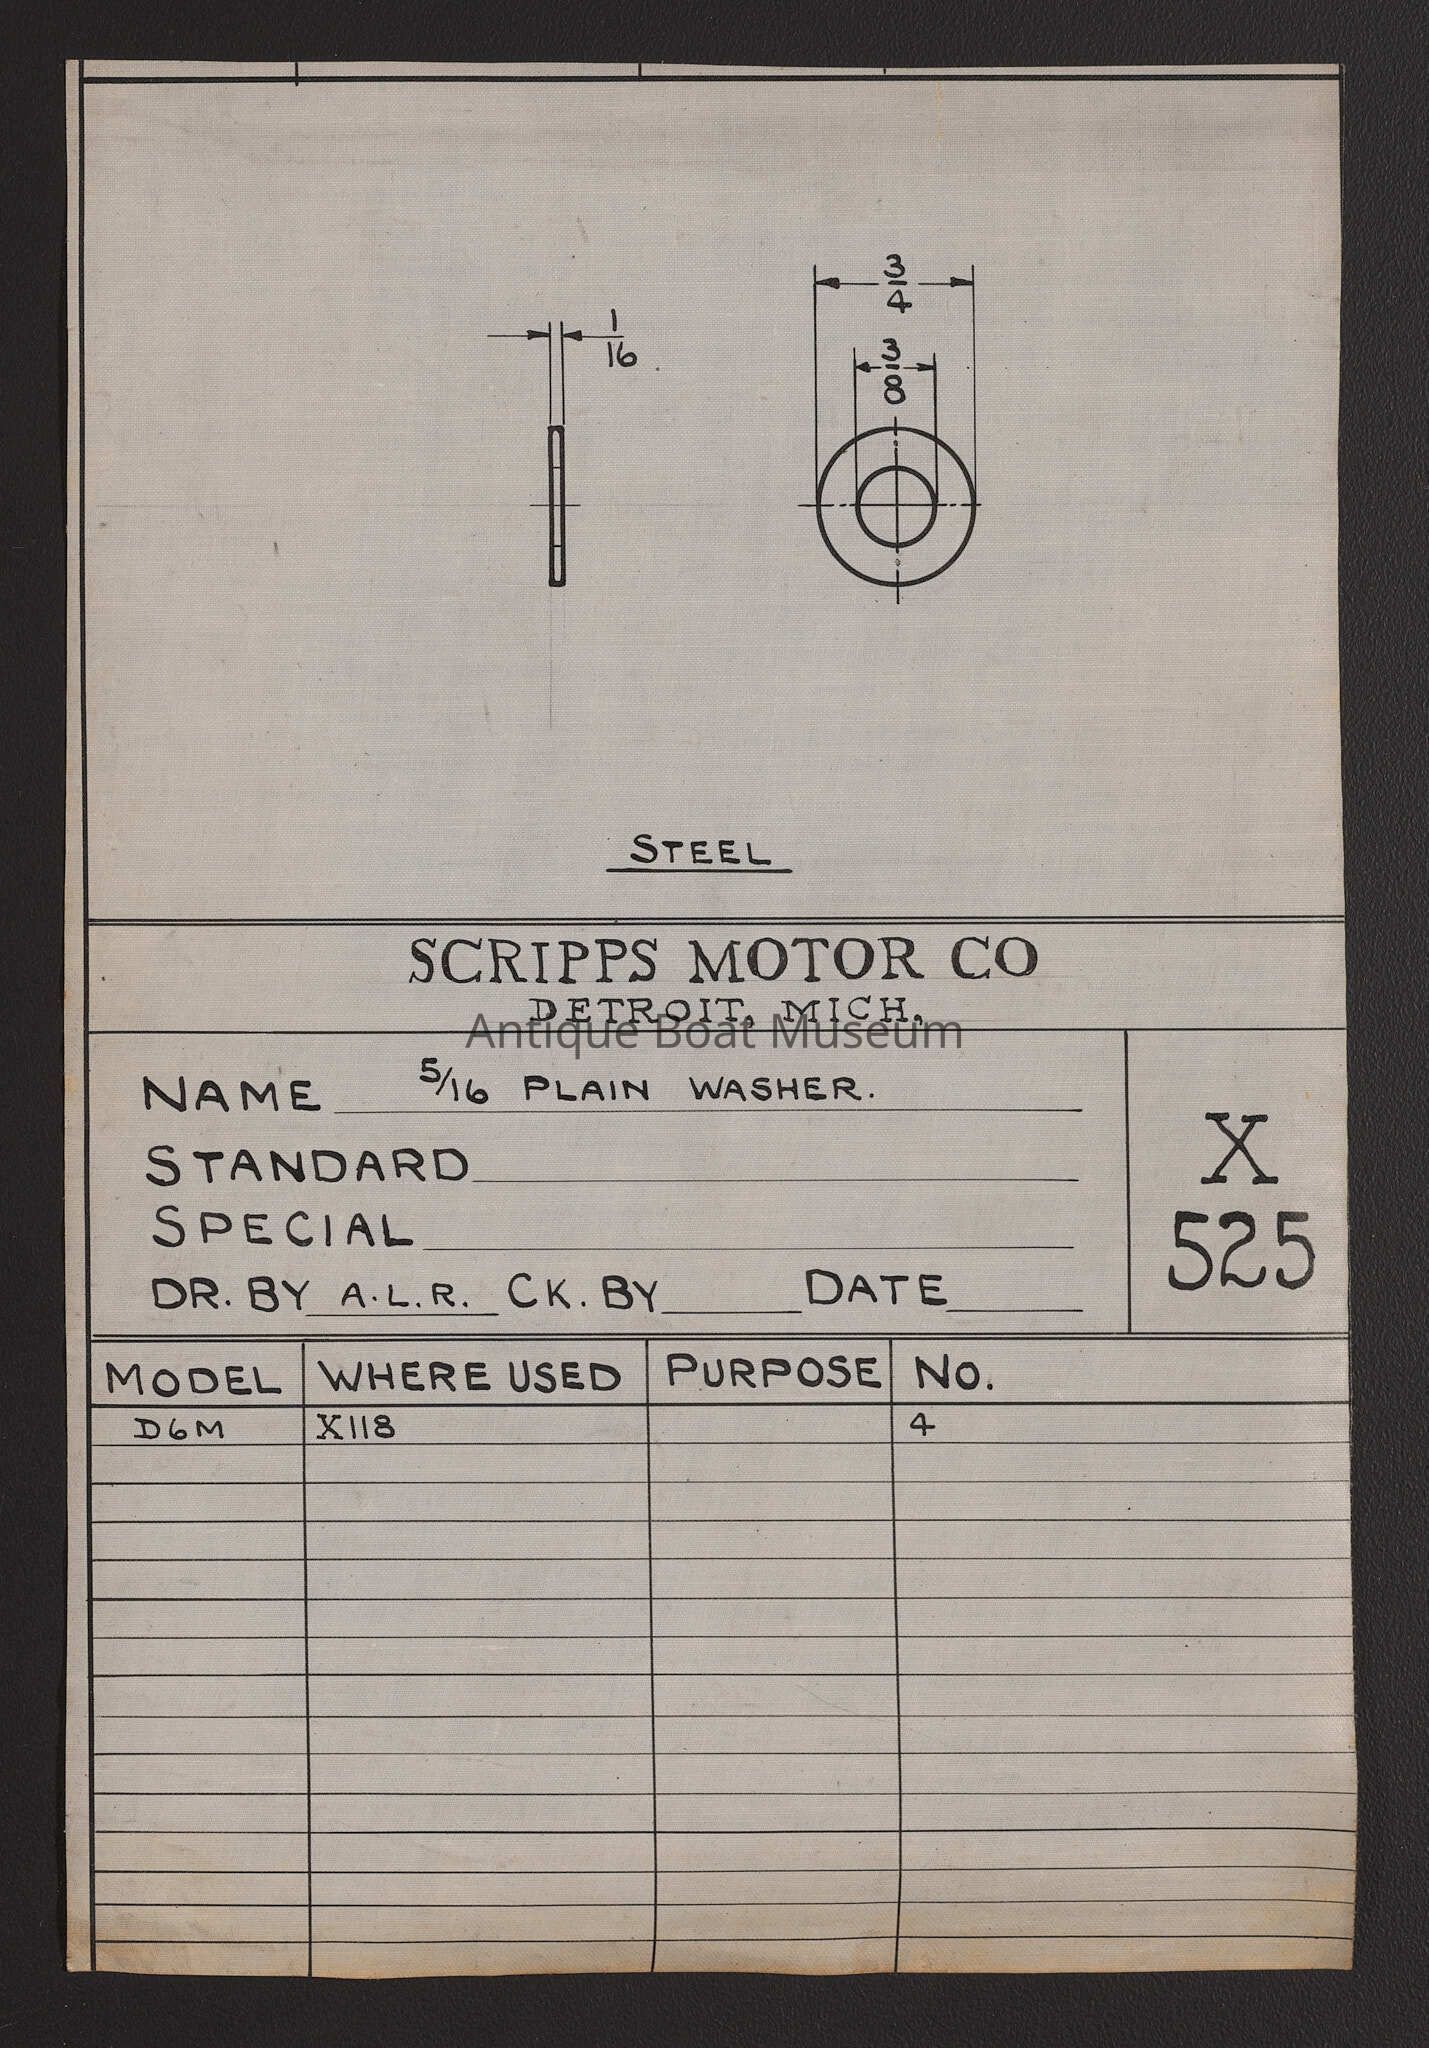 3/4
1/16
3/8
STEEL
SCRIPPS MOTOR CO
DETROIT, MICH.
Antique Boat Museum
NAME 5/16 PLAIN WASHER.
STANDARD
SPECIAL
DR. BY A.L.R. CK. BY DATE
X
525
MODEL WHERE USED PURPOSE NO.
D6M X118 4